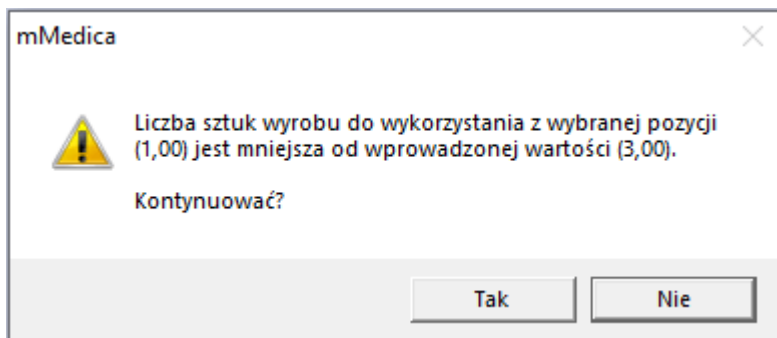 mMedica
Liczba sztuk wyrobu do wykorzystania z wybranej pozycji
(1,00) jest mniejsza od wprowadzonej wartości (3,00).
Kontynuować?
Tak
Nie